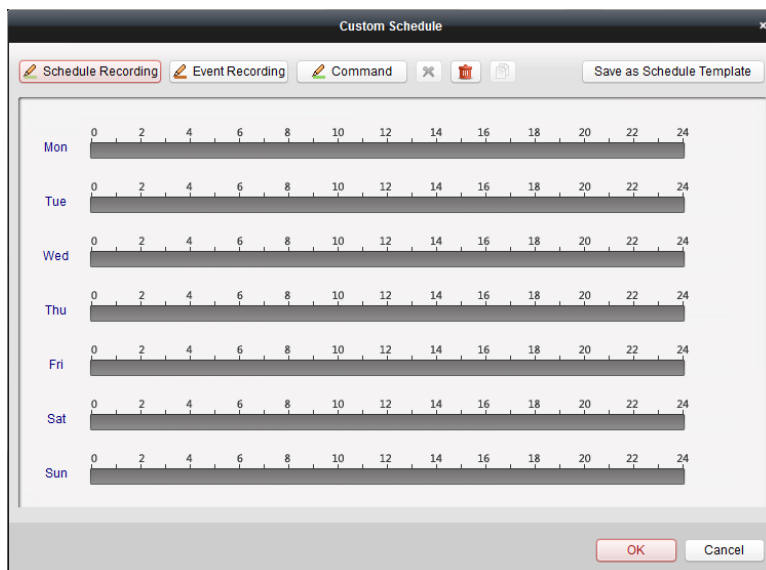 Custom Schedule
Schedule Recording Event Recording Command Save as Schedule Template
0 2 4 6 8 10 12 14 16 18 20 22 24
Mon
0 2 4 6 8 10 12 14 16 18 20 22 24
Tue
0 2 4 6 8 10 12 14 16 18 20 22 24
Wed
0 2 4 6 8 10 12 14 16 18 20 22 24
Thu
0 2 4 6 8 10 12 14 16 18 20 22 24
Fri
0 2 4 6 8 10 12 14 16 18 20 22 24
Sat
0 2 4 6 8 10 12 14 16 18 20 22 24
Sun
OK Cancel